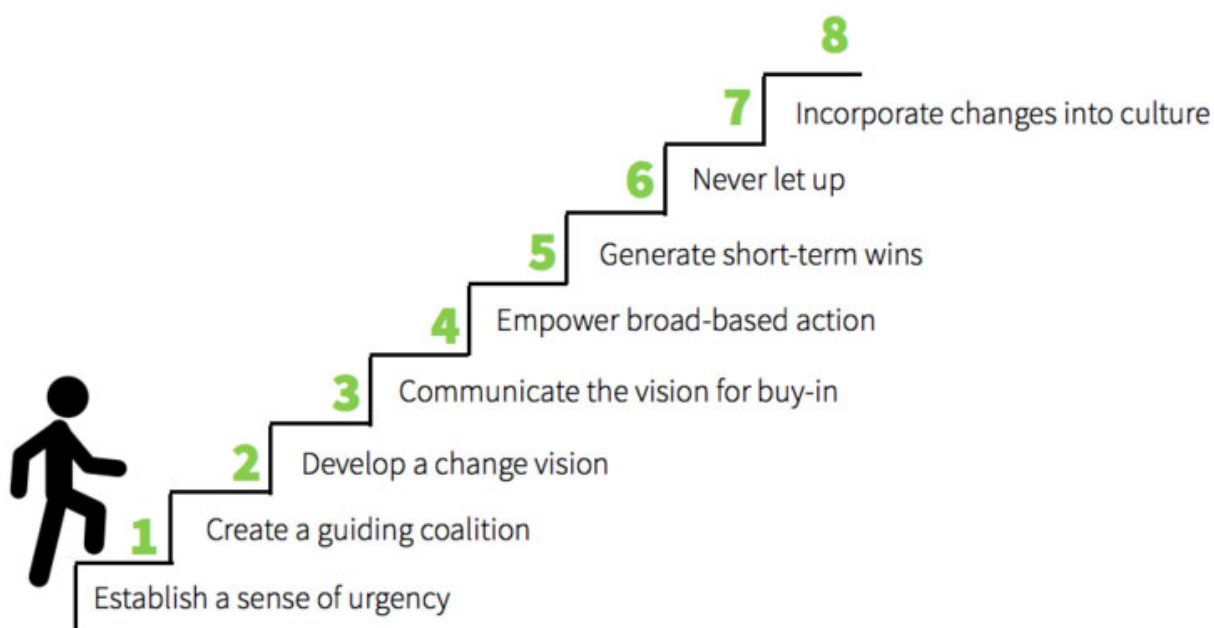 8
7 Incorporate changes into culture
6 Never let up
5 Generate short-term wins
4 Empower broad-based action
3 Communicate the vision for buy-in
2 Develop a change vision
1 Create a guiding coalition
Establish a sense of urgency